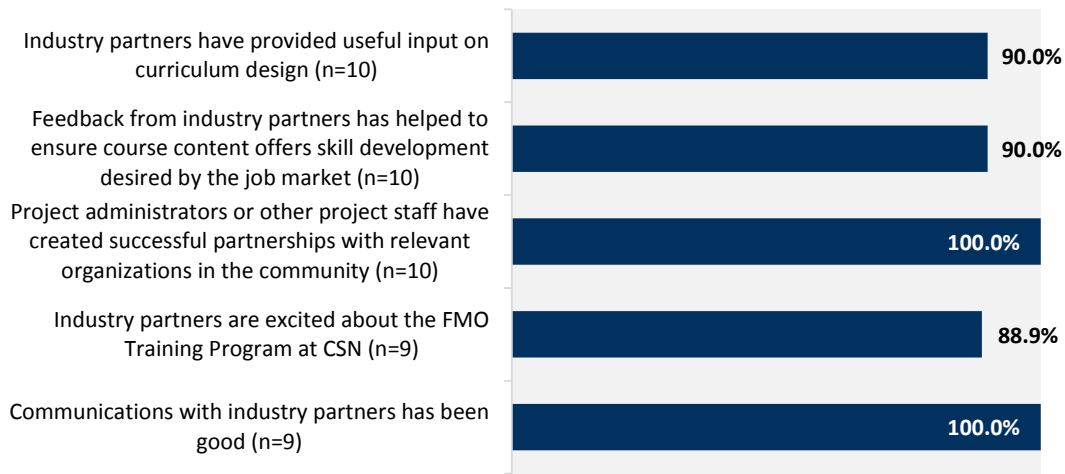 Industry partners have provided useful input on
curriculum design (n=10)
90.0%
Feedback from industry partners has helped to
ensure course content offers skill development
desired by the job market (n=10)
90.0%
Project administrators or other project staff have
created successful partnerships with relevant
organizations in the community (n=10)
100.0%
Industry partners are excited about the FMO
Training Program at CSN (n=9)
88.9%
Communications with industry partners has been
good (n=9)
100.0%